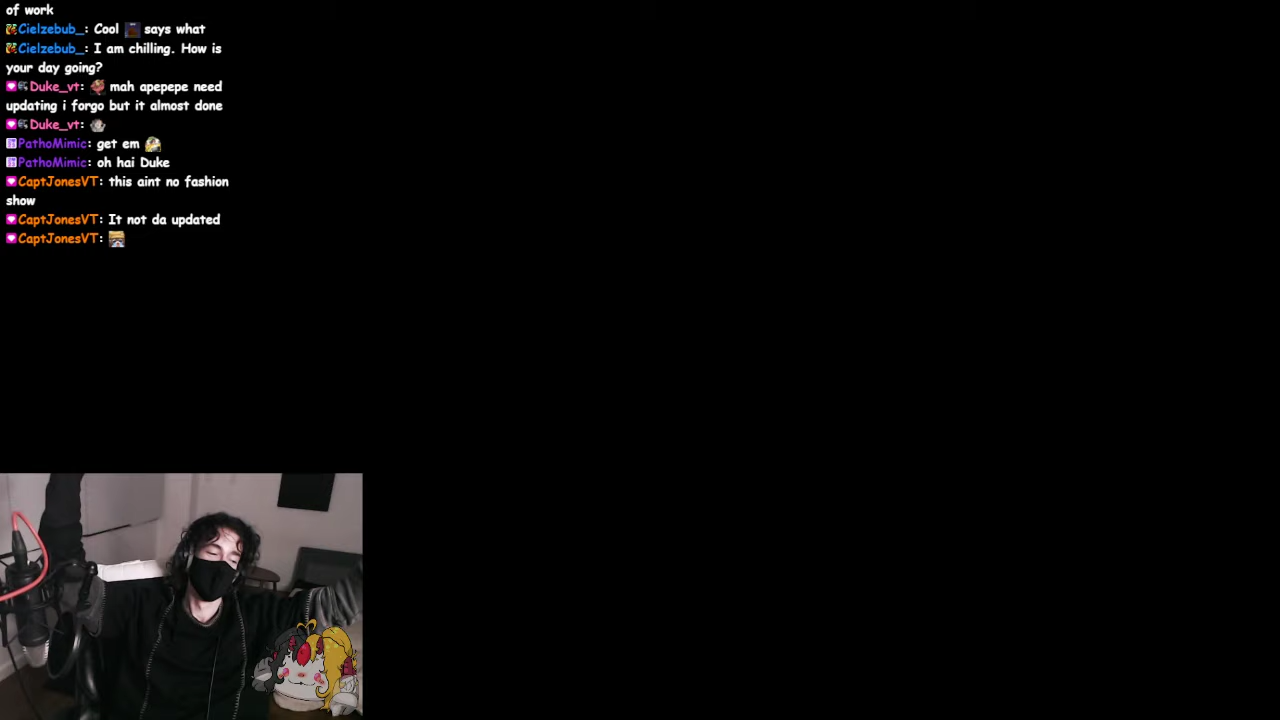 of work
Cielzebub_: Cool says what
Cielzebub_: I am chilling. How is
your day going?
Duke_vt: mah apepepe need
updating i forgo but it almost done
Duke_vt:
PathoMimic: get em
PathoMimic: oh hai Duke
CaptJonesVT: this aint no fashion
show
CaptJonesVT: It not da updated
CaptJonesVT: